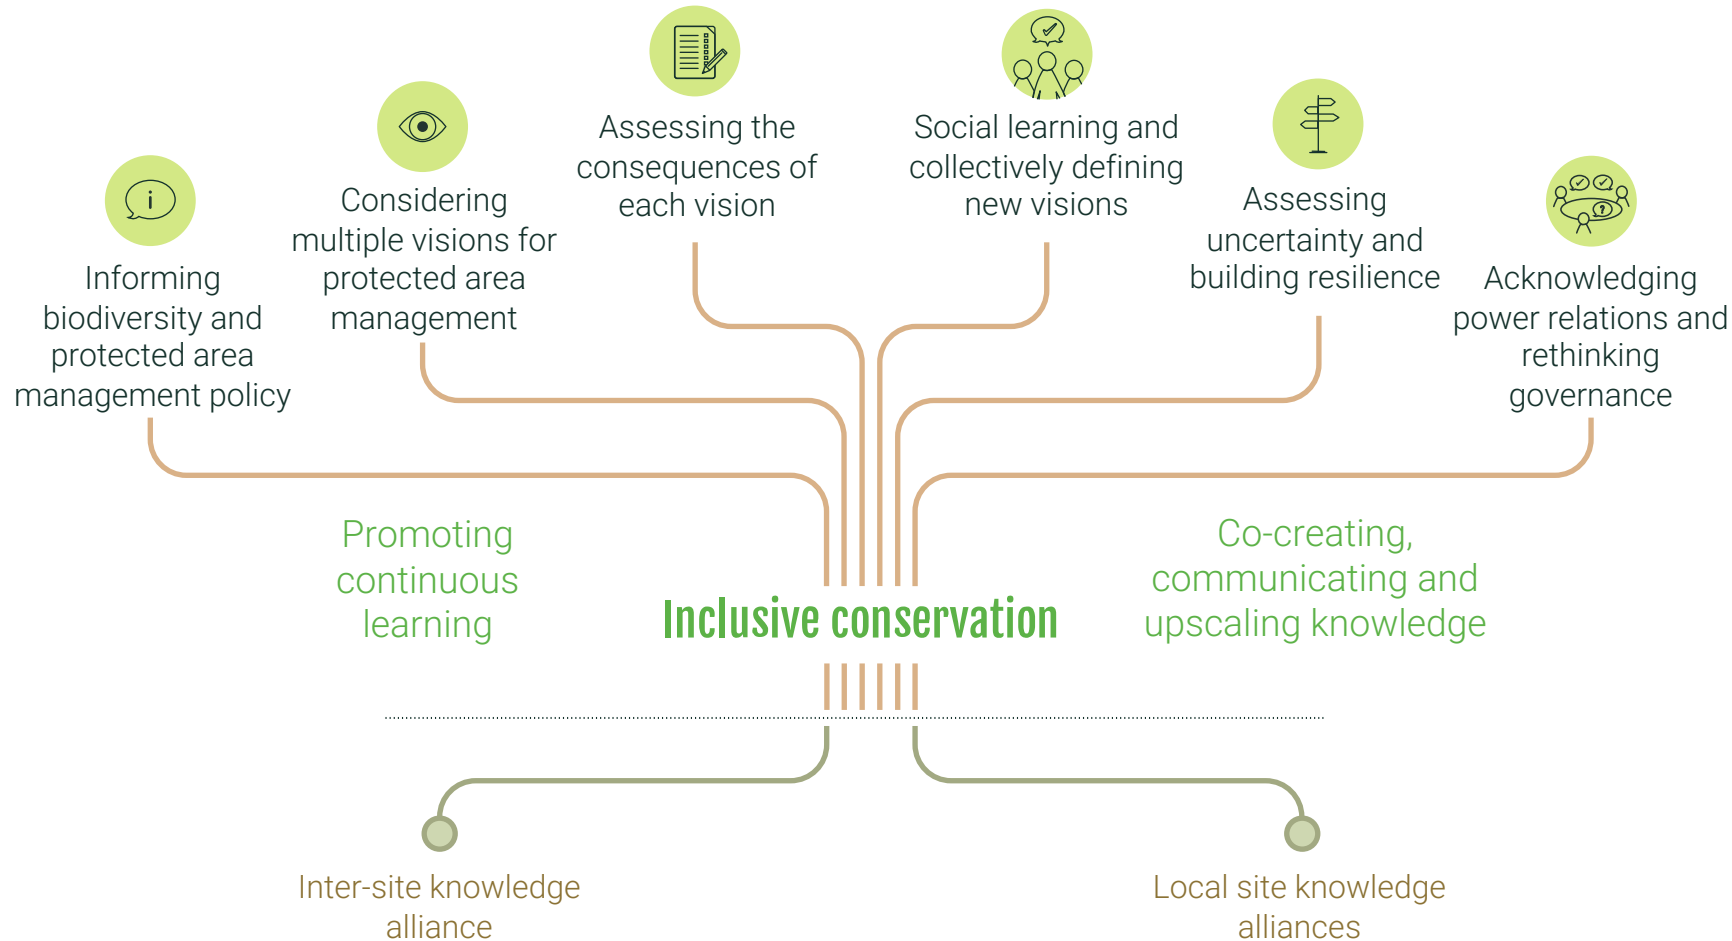 Informing
biodiversity and
protected area
management policy
Considering
multiple visions for
protected area
management
Assessing the
consequences of
each vision
Social learning and
collectively defining
new visions
Assessing
uncertainty and
building resilience
Acknowledging
power relations and
rethinking
governance
Promoting
continuous
learning
Inclusive conservation
Co-creating,
communicating and
upscaling knowledge
Inter-site knowledge
alliance
Local site knowledge
alliances